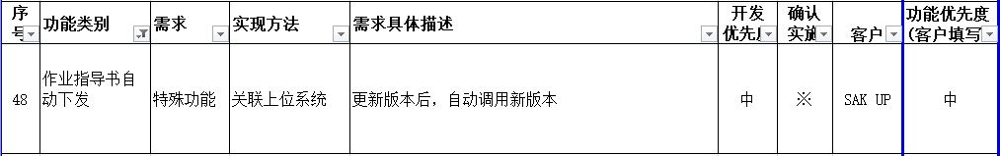 序号
功能类别
需求
实现方法
需求具体描述
开发
优先度
确认
实施
客户
功能优先度
(客户填写
48
作业指导书自
动下发
特殊功能
关联上位系统
更新版本后，自动调用新版本
中
※
SAK UP
中